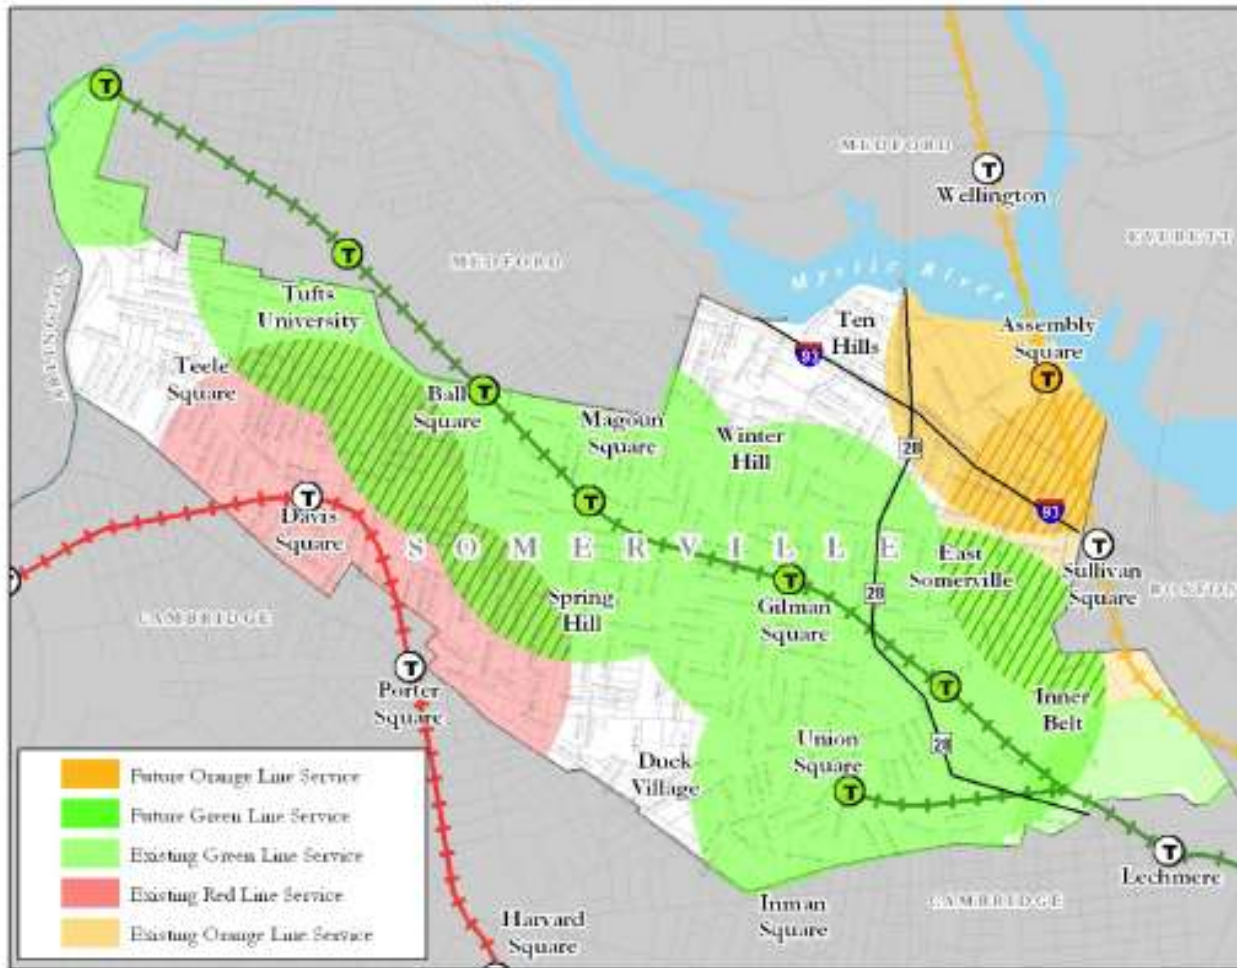 MEDFORD
Wellington
EVERETT
MEDFORD
Mystic River
ARLINGTON
Tufts
University
Ten
Hills
Assembly
Square
93
Teele
Square
Ball
Square
Magoun
Square
Winter
Hill
28
Davis
Square
93
SOMERVILLE
East
Somerville
Sullivan
Square
BOSTON
CAMBRIDGE
Spring
Hill
Gilman
Square
28
Porter
Square
Inner
Belt
Union
Square
28
Duck
Village
Lechmere
Inman
Square
CAMBRIDGE
Harvard
Square
Future Orange Line Service
Future Green Line Service
Existing Green Line Service
Existing Red Line Service
Existing Orange Line Service
T
T
T
T
T
T
T
T
T
T
T
T
T